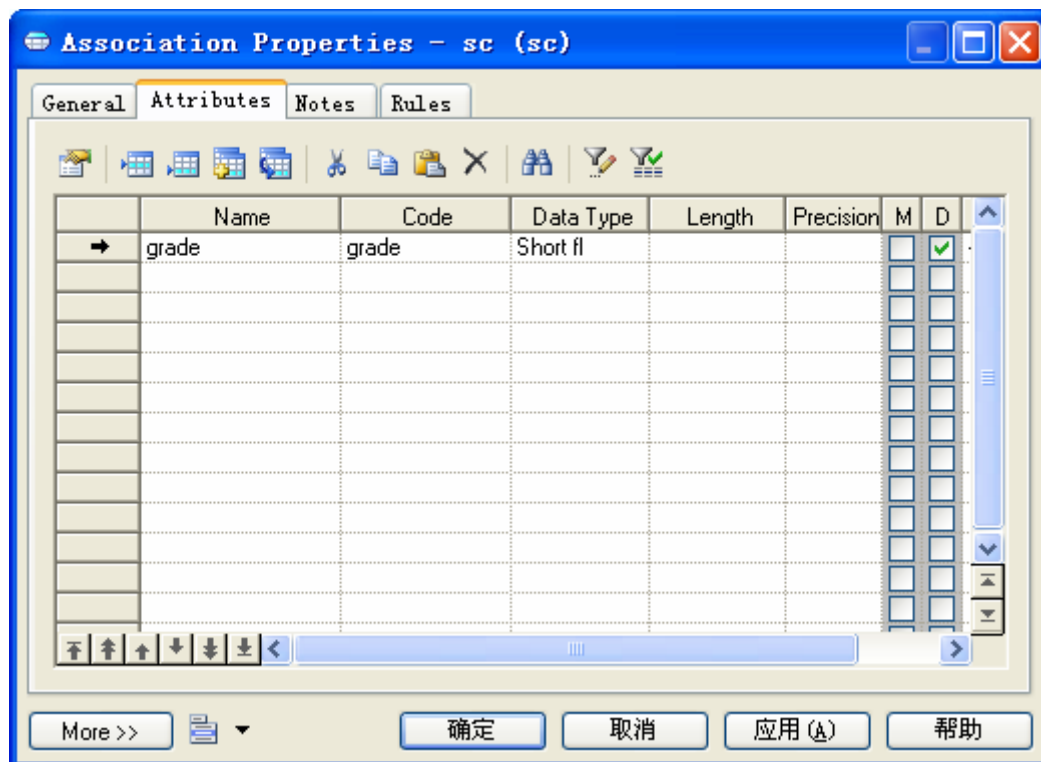 Association Properties - sc (sc)
General Attributes Notes Rules
Name Code Data Type Length Precision M D
grade grade Short fl
More >> 确定 取消 应用(A) 帮助